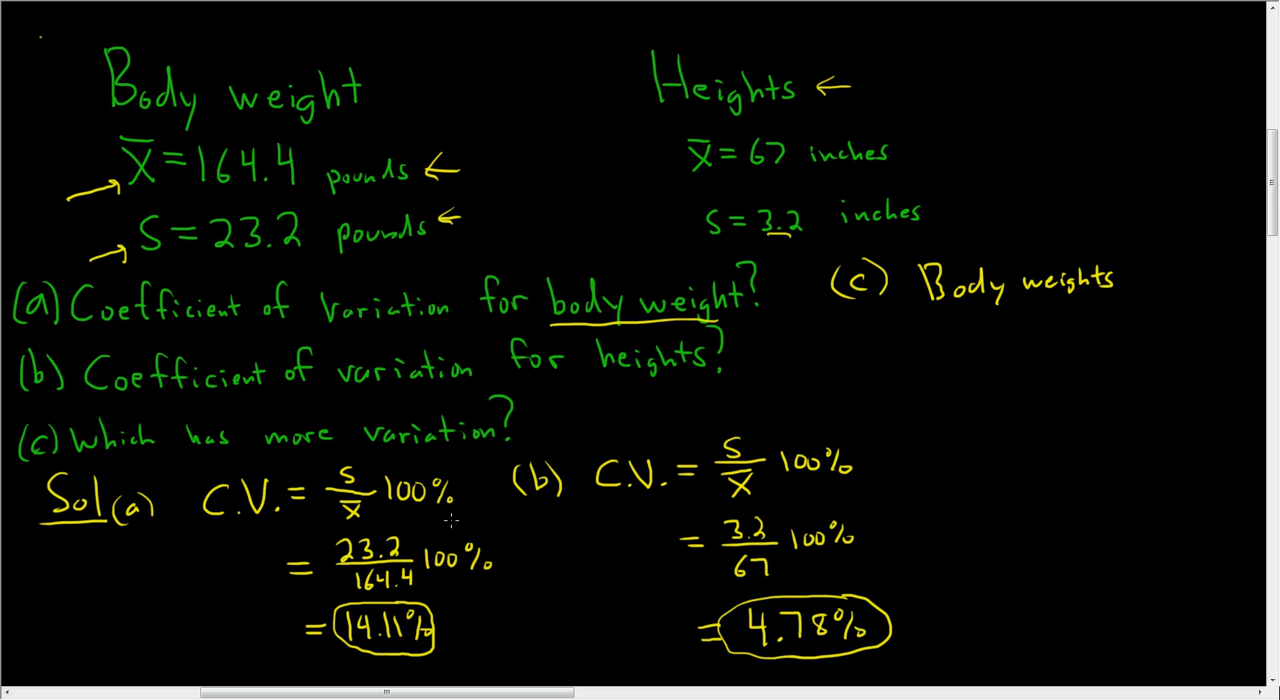 Body weight
x̄ = 164.4 pounds
S = 23.2 pounds
Heights
x̄ = 67 inches
S = 3.2 inches
(a) Coefficient of variation for body weight?
(b) Coefficient of variation for heights?
(c) Which has more variation?
(c) Body weights
Sol (a) C.V. = S/x̄ 100%
= 23.2/164.4 100%
= 14.11%
(b) C.V. = S/x̄ 100%
= 3.2/67 100%
= 4.78%